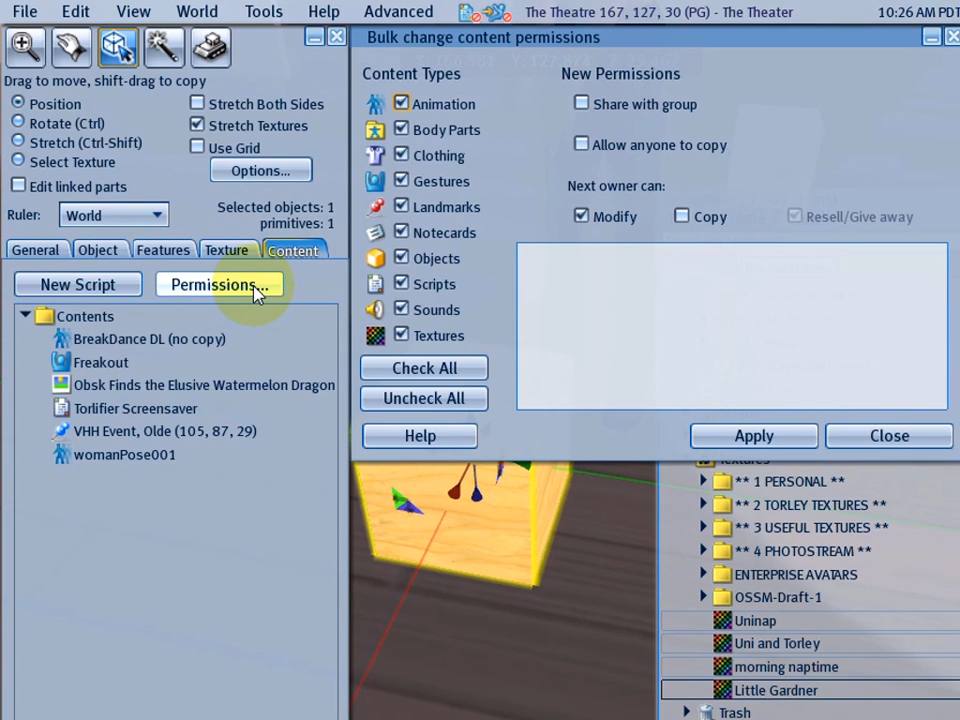 File Edit View World Tools Help Advanced The Theatre 167, 127, 30 (PG) - The Theater 10:26 AM PDT
Drag to move, shift-drag to copy
Position
Rotate (Ctrl)
Stretch (Ctrl-Shift)
Select Texture
Edit linked parts
Stretch Both Sides
Stretch Textures
Use Grid
Options...
Ruler: World
Selected objects: 1
primitives: 1
General Object Features Texture Content
New Script Permissions...
Contents
BreakDance DL (no copy)
Freakout
Obsk Finds the Elusive Watermelon Dragon
Torlifier Screensaver
VHH Event, Olde (105, 87, 29)
womanPose001
Bulk change content permissions
Content Types
Animation
Body Parts
Clothing
Gestures
Landmarks
Notecards
Objects
Scripts
Sounds
Textures
Check All
Uncheck All
Help
New Permissions
Share with group
Allow anyone to copy
Next owner can:
Modify Copy Resell/Give away
Apply Close
Textures
** 1 PERSONAL **
** 2 TORLEY TEXTURES **
** 3 USEFUL TEXTURES **
** 4 PHOTOSTREAM **
ENTERPRISE AVATARS
OSSM-Draft-1
Uninap
Uni and Torley
morning naptime
Little Gardner
Trash